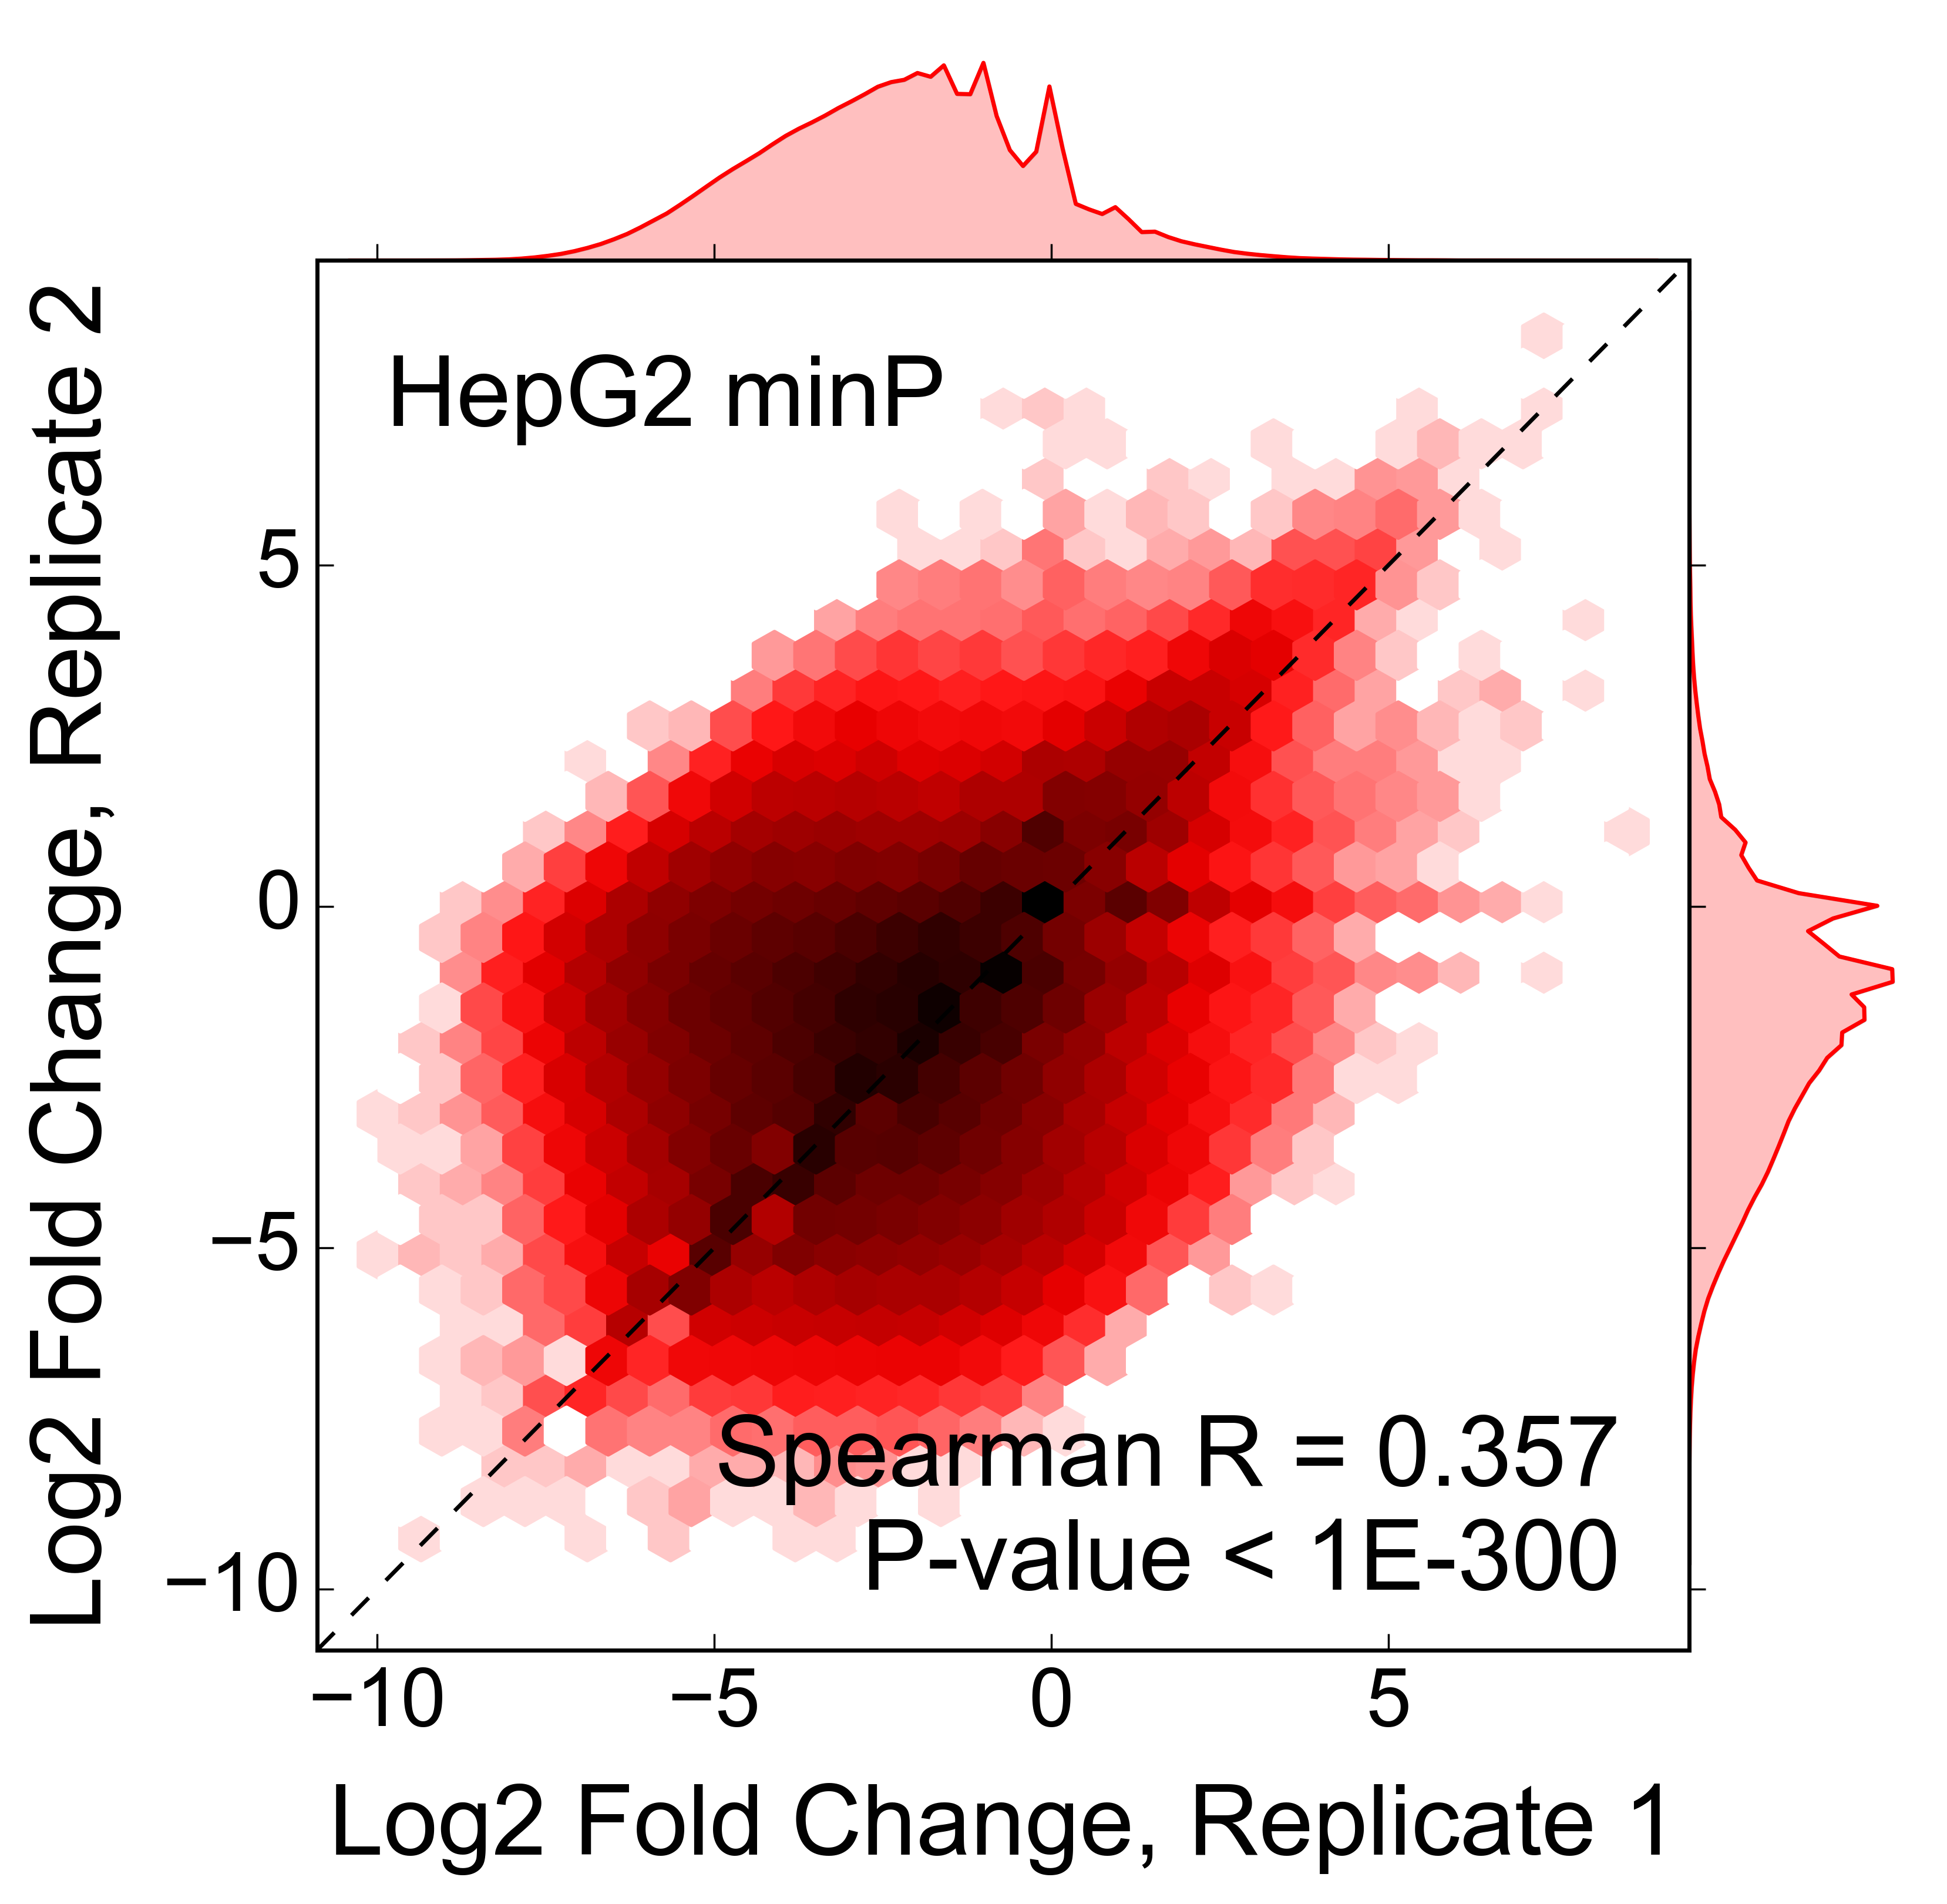 HepG2 minP
Log2 Fold Change, Replicate 2
5
0
−5
−10
Spearman R = 0.357
P-value < 1E-300
−10
−5
0
5
Log2 Fold Change, Replicate 1